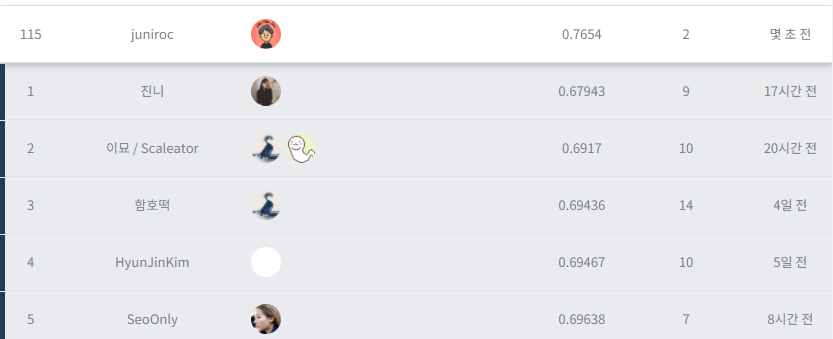 115 juniroc 0.7654 2 몇 초 전
1 진니 0.67943 9 17시간 전
2 이묘 / Scaleator 0.6917 10 20시간 전
3 함호떡 0.69436 14 4일 전
4 HyunJinKim 0.69467 10 5일 전
5 SeoOnly 0.69638 7 8시간 전